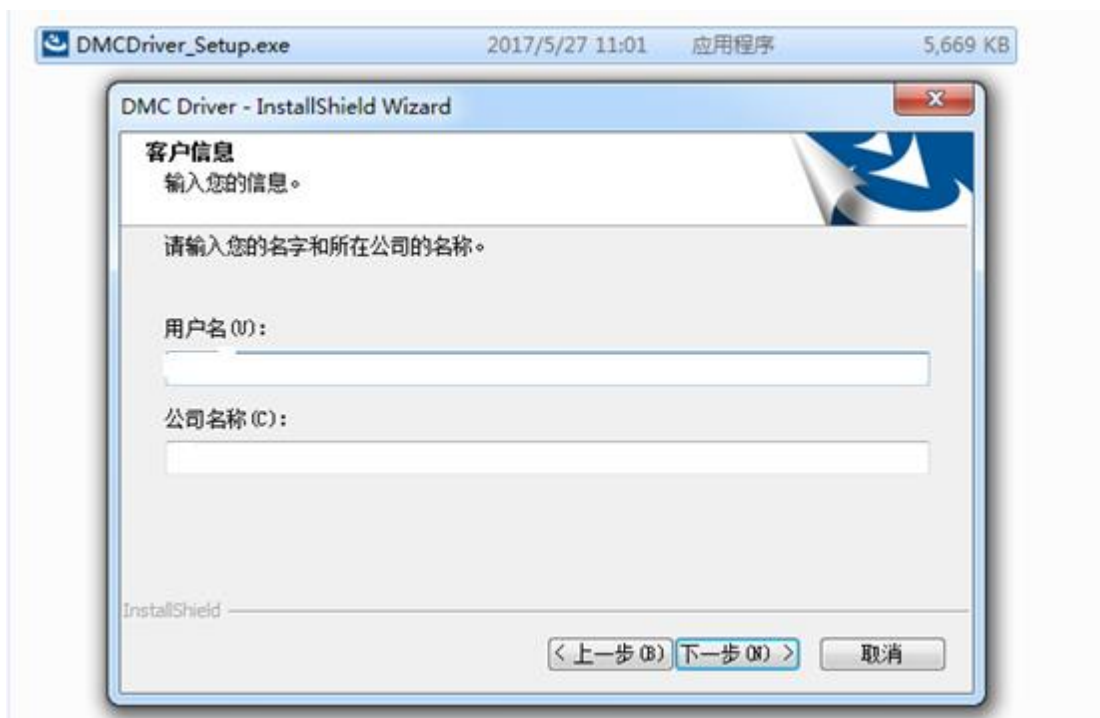 DMCDriver_Setup.exe 2017/5/27 11:01 应用程序 5,669 KB
DMC Driver - InstallShield Wizard
客户信息
输入您的信息。
请输入您的名字和所在公司的名称。
用户名(U):
公司名称(C):
InstallShield
< 上一步(B) 下一步(N) > 取消